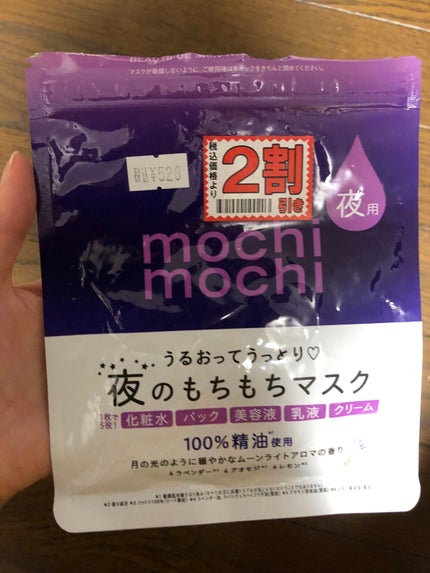 BEAUTIFUL
マスクが乾燥しないように、ご使用後はチャックをきちんと閉めてください。
税込¥528
税込価格より
2割
引き
夜用
mochi
mochi
うるおってうっとり♡
夜のもちもちマスク
1枚で
5役!
化粧水 パック 美容液 乳液 クリーム
100%精油※2使用
月の光のように穏やかなムーンライトアロマの香り
ラベンダー※4 アオモジ※5 レモン※6